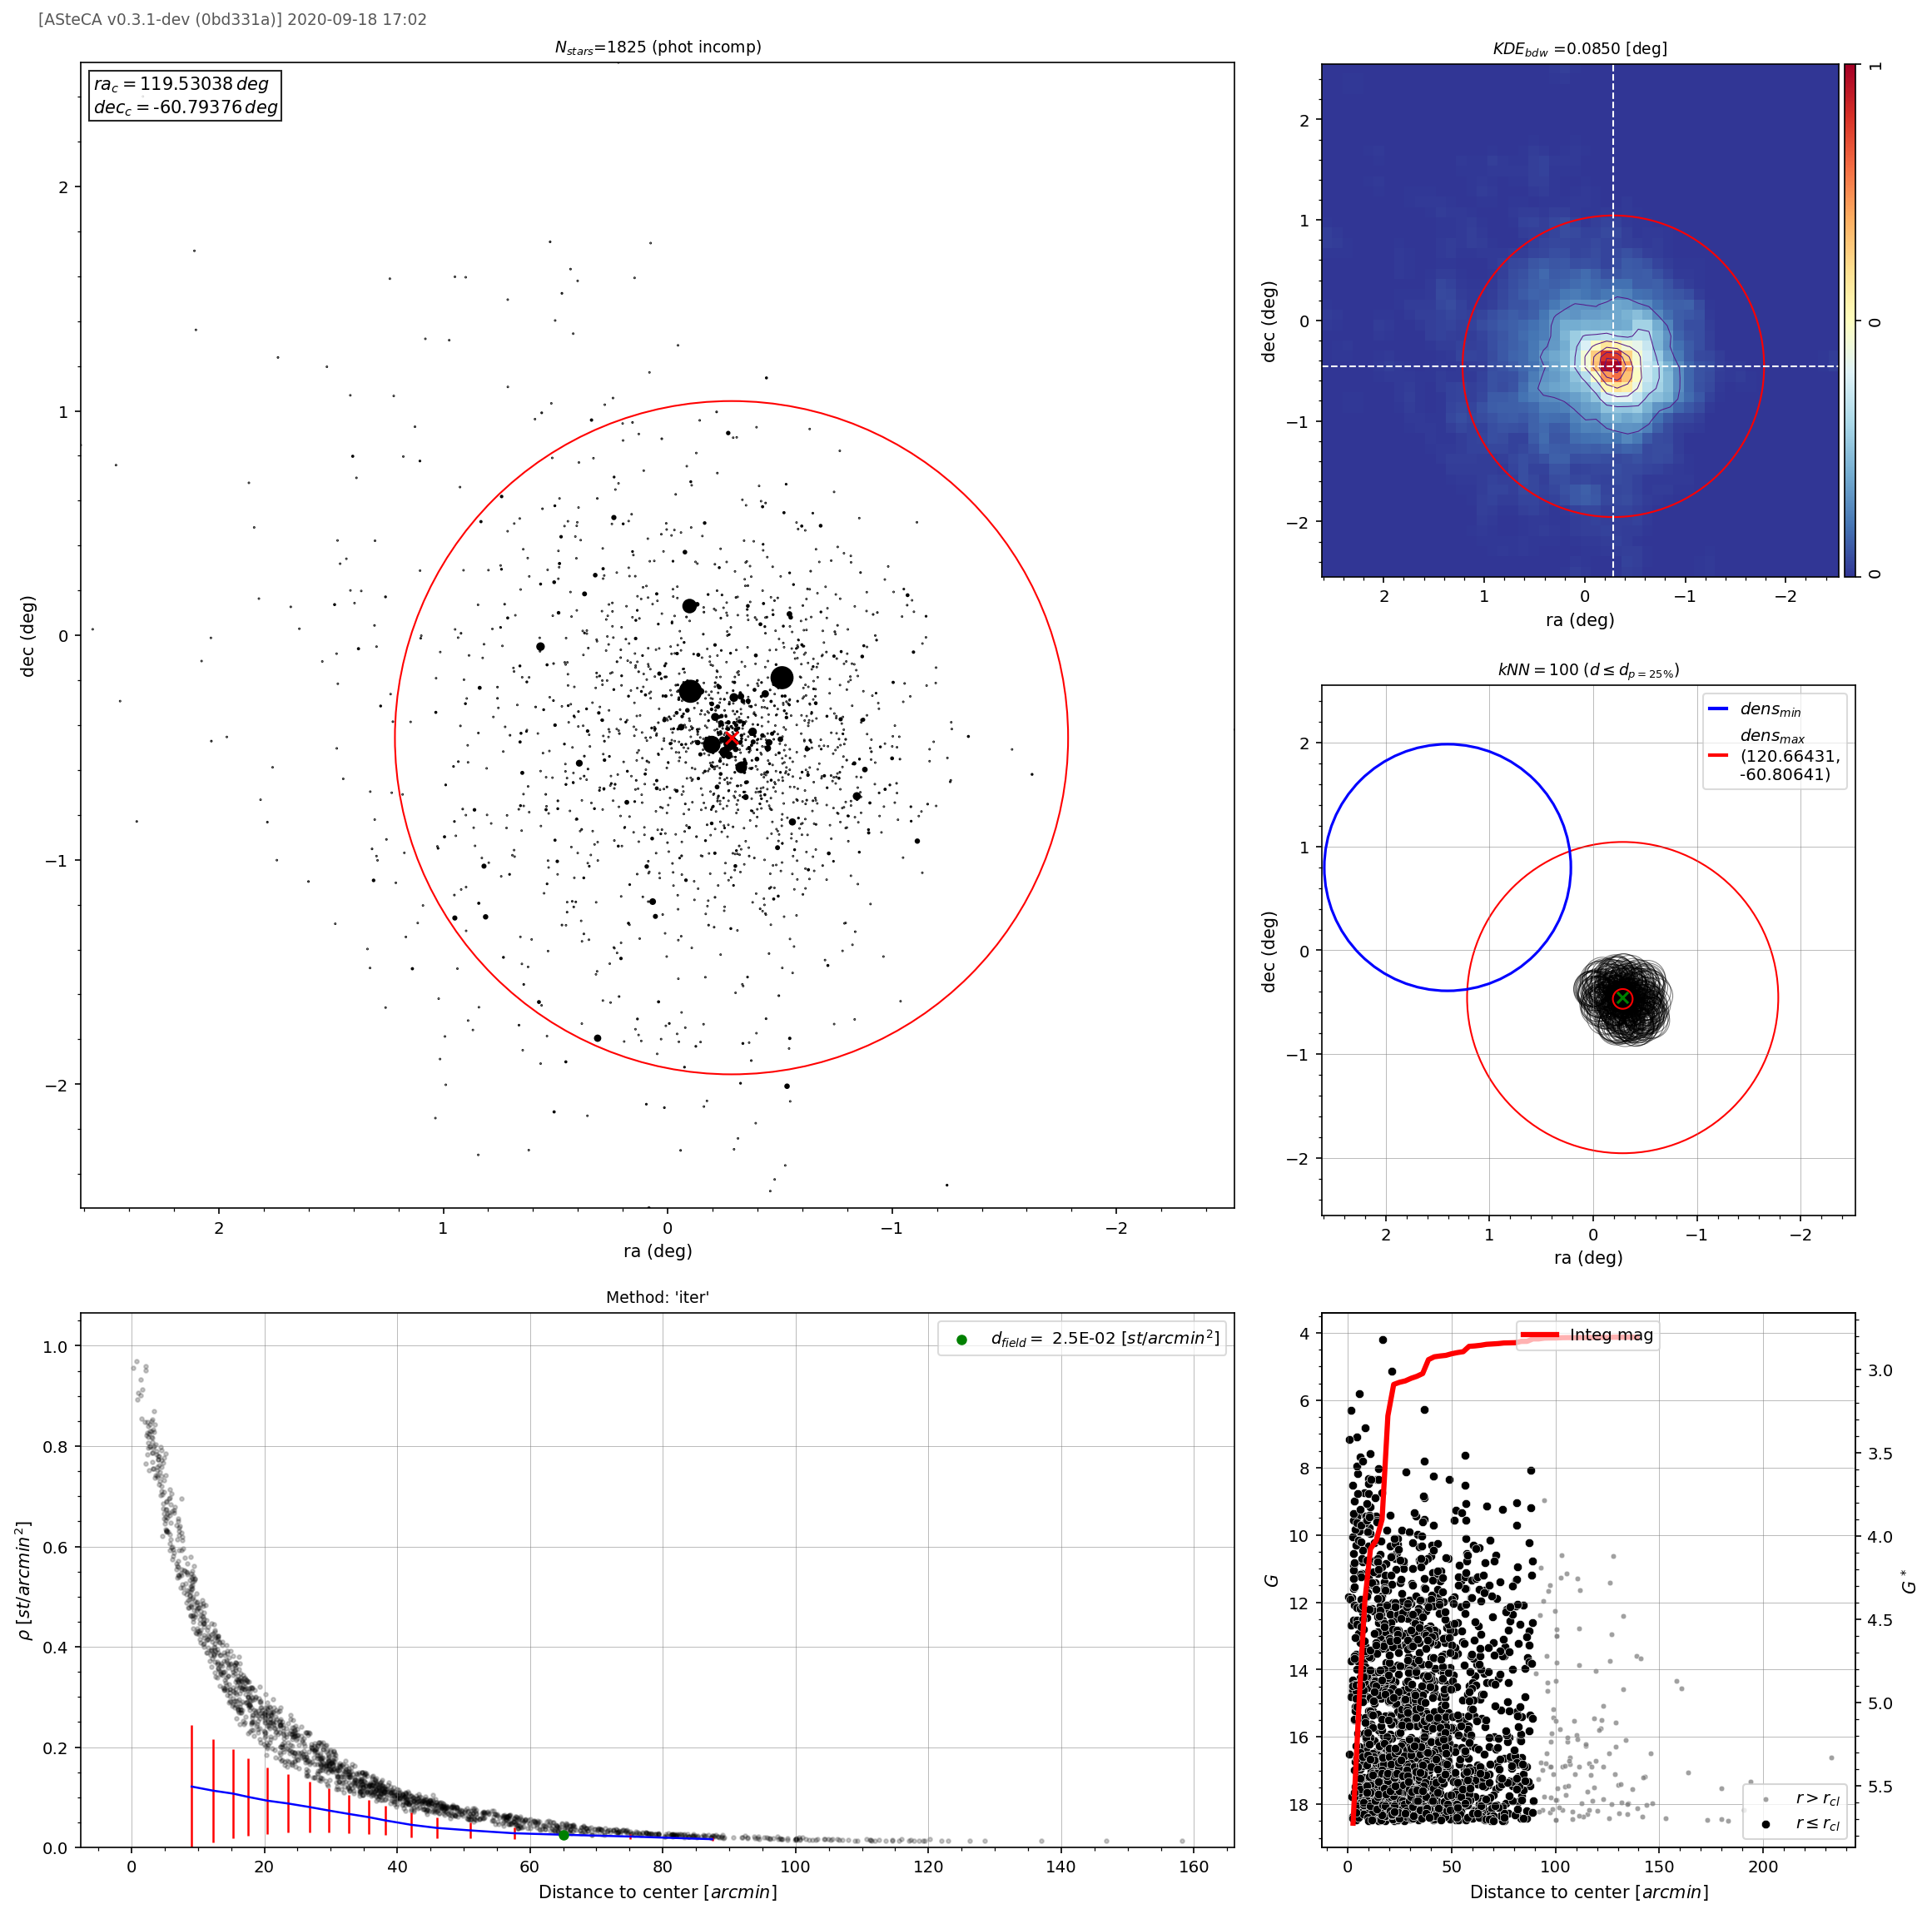 [ASteCA v0.3.1-dev (0bd331a)] 2020-09-18 17:02
N_stars=1825 (phot incomp)
ra_c = 119.53038 deg
dec_c = -60.79376 deg
2
1
0
−1
−2
dec (deg)
2
1
0
−1
−2
ra (deg)
KDE_bdw =0.0850 [deg]
2
1
0
−1
−2
dec (deg)
2
1
0
−1
−2
ra (deg)
1
0
0
kNN = 100 (d ≤ d_p=25%)
dens_min
dens_max
(120.66431,
-60.80641)
2
1
0
−1
−2
dec (deg)
2
1
0
−1
−2
ra (deg)
Method: 'iter'
d_field = 2.5E-02 [st/arcmin²]
1.0
0.8
0.6
0.4
0.2
0.0
ρ [st/arcmin²]
0
20
40
60
80
100
120
140
160
Distance to center [arcmin]
Integ mag
4
6
8
10
12
14
16
18
G
3.0
3.5
4.0
4.5
5.0
5.5
G*
r > r_cl
r ≤ r_cl
0
50
100
150
200
Distance to center [arcmin]